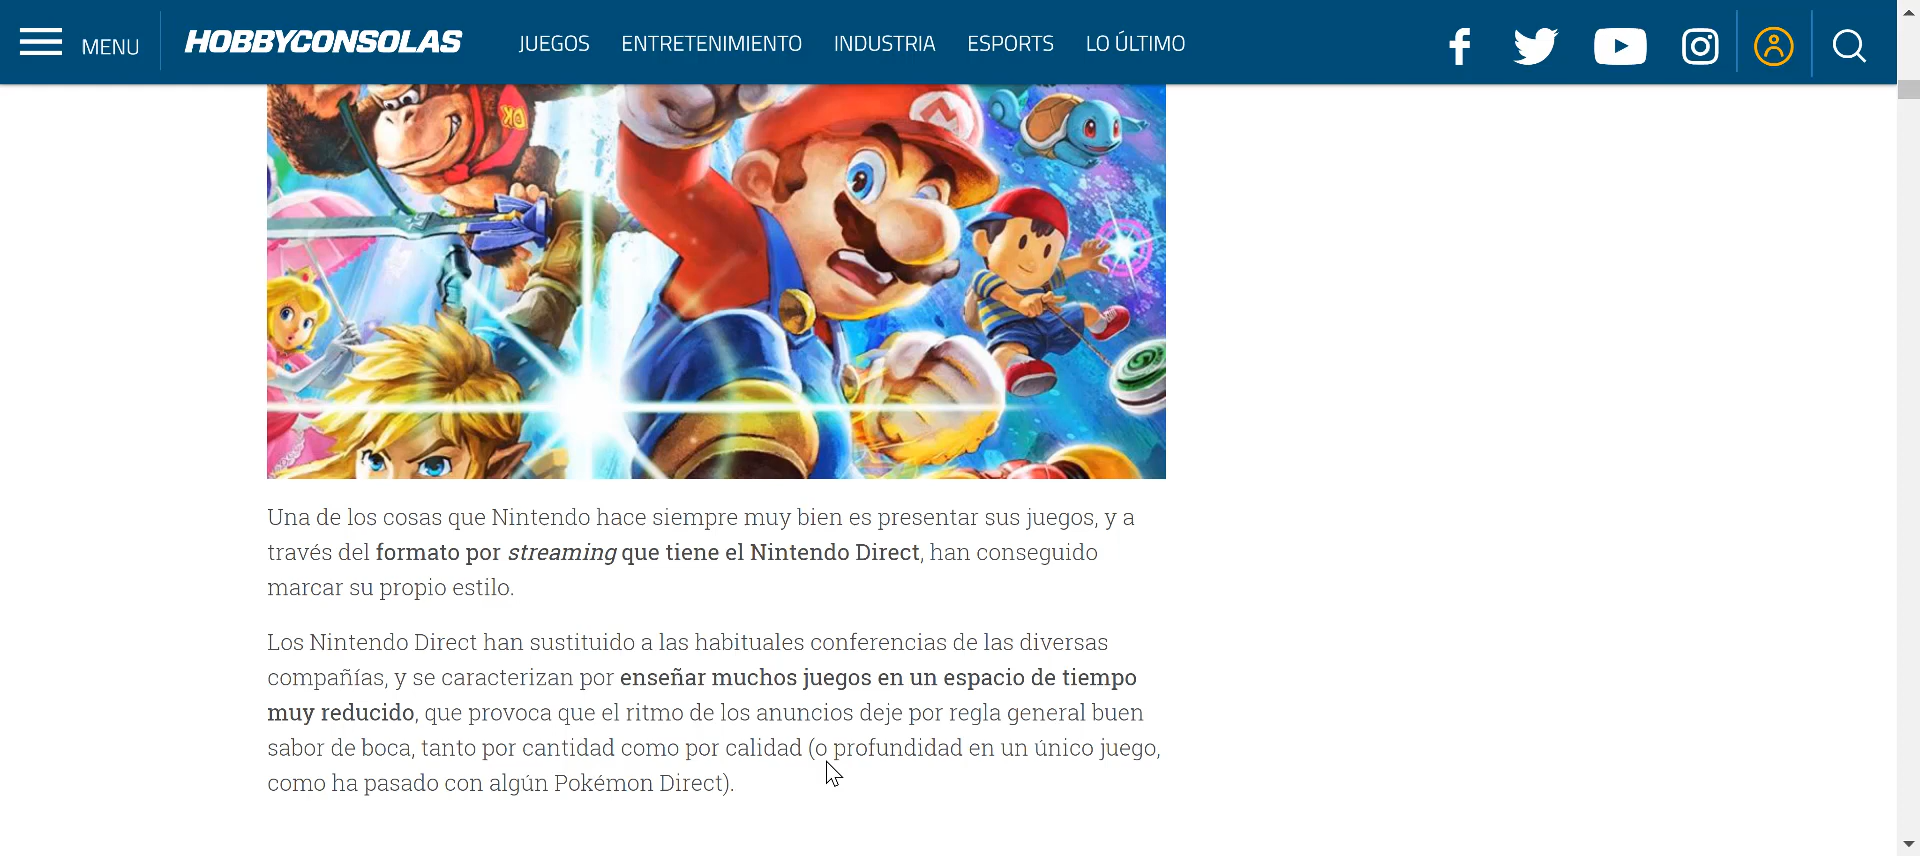 MENU
HOBBYCONSOLAS
JUEGOS
ENTRETENIMIENTO
INDUSTRIA
ESPORTS
LO ÚLTIMO
DK
M
Una de los cosas que Nintendo hace siempre muy bien es presentar sus juegos, y a
través del formato por streaming que tiene el Nintendo Direct, han conseguido
marcar su propio estilo.
Los Nintendo Direct han sustituido a las habituales conferencias de las diversas
compañías, y se caracterizan por enseñar muchos juegos en un espacio de tiempo
muy reducido, que provoca que el ritmo de los anuncios deje por regla general buen
sabor de boca, tanto por cantidad como por calidad (o profundidad en un único juego,
como ha pasado con algún Pokémon Direct).